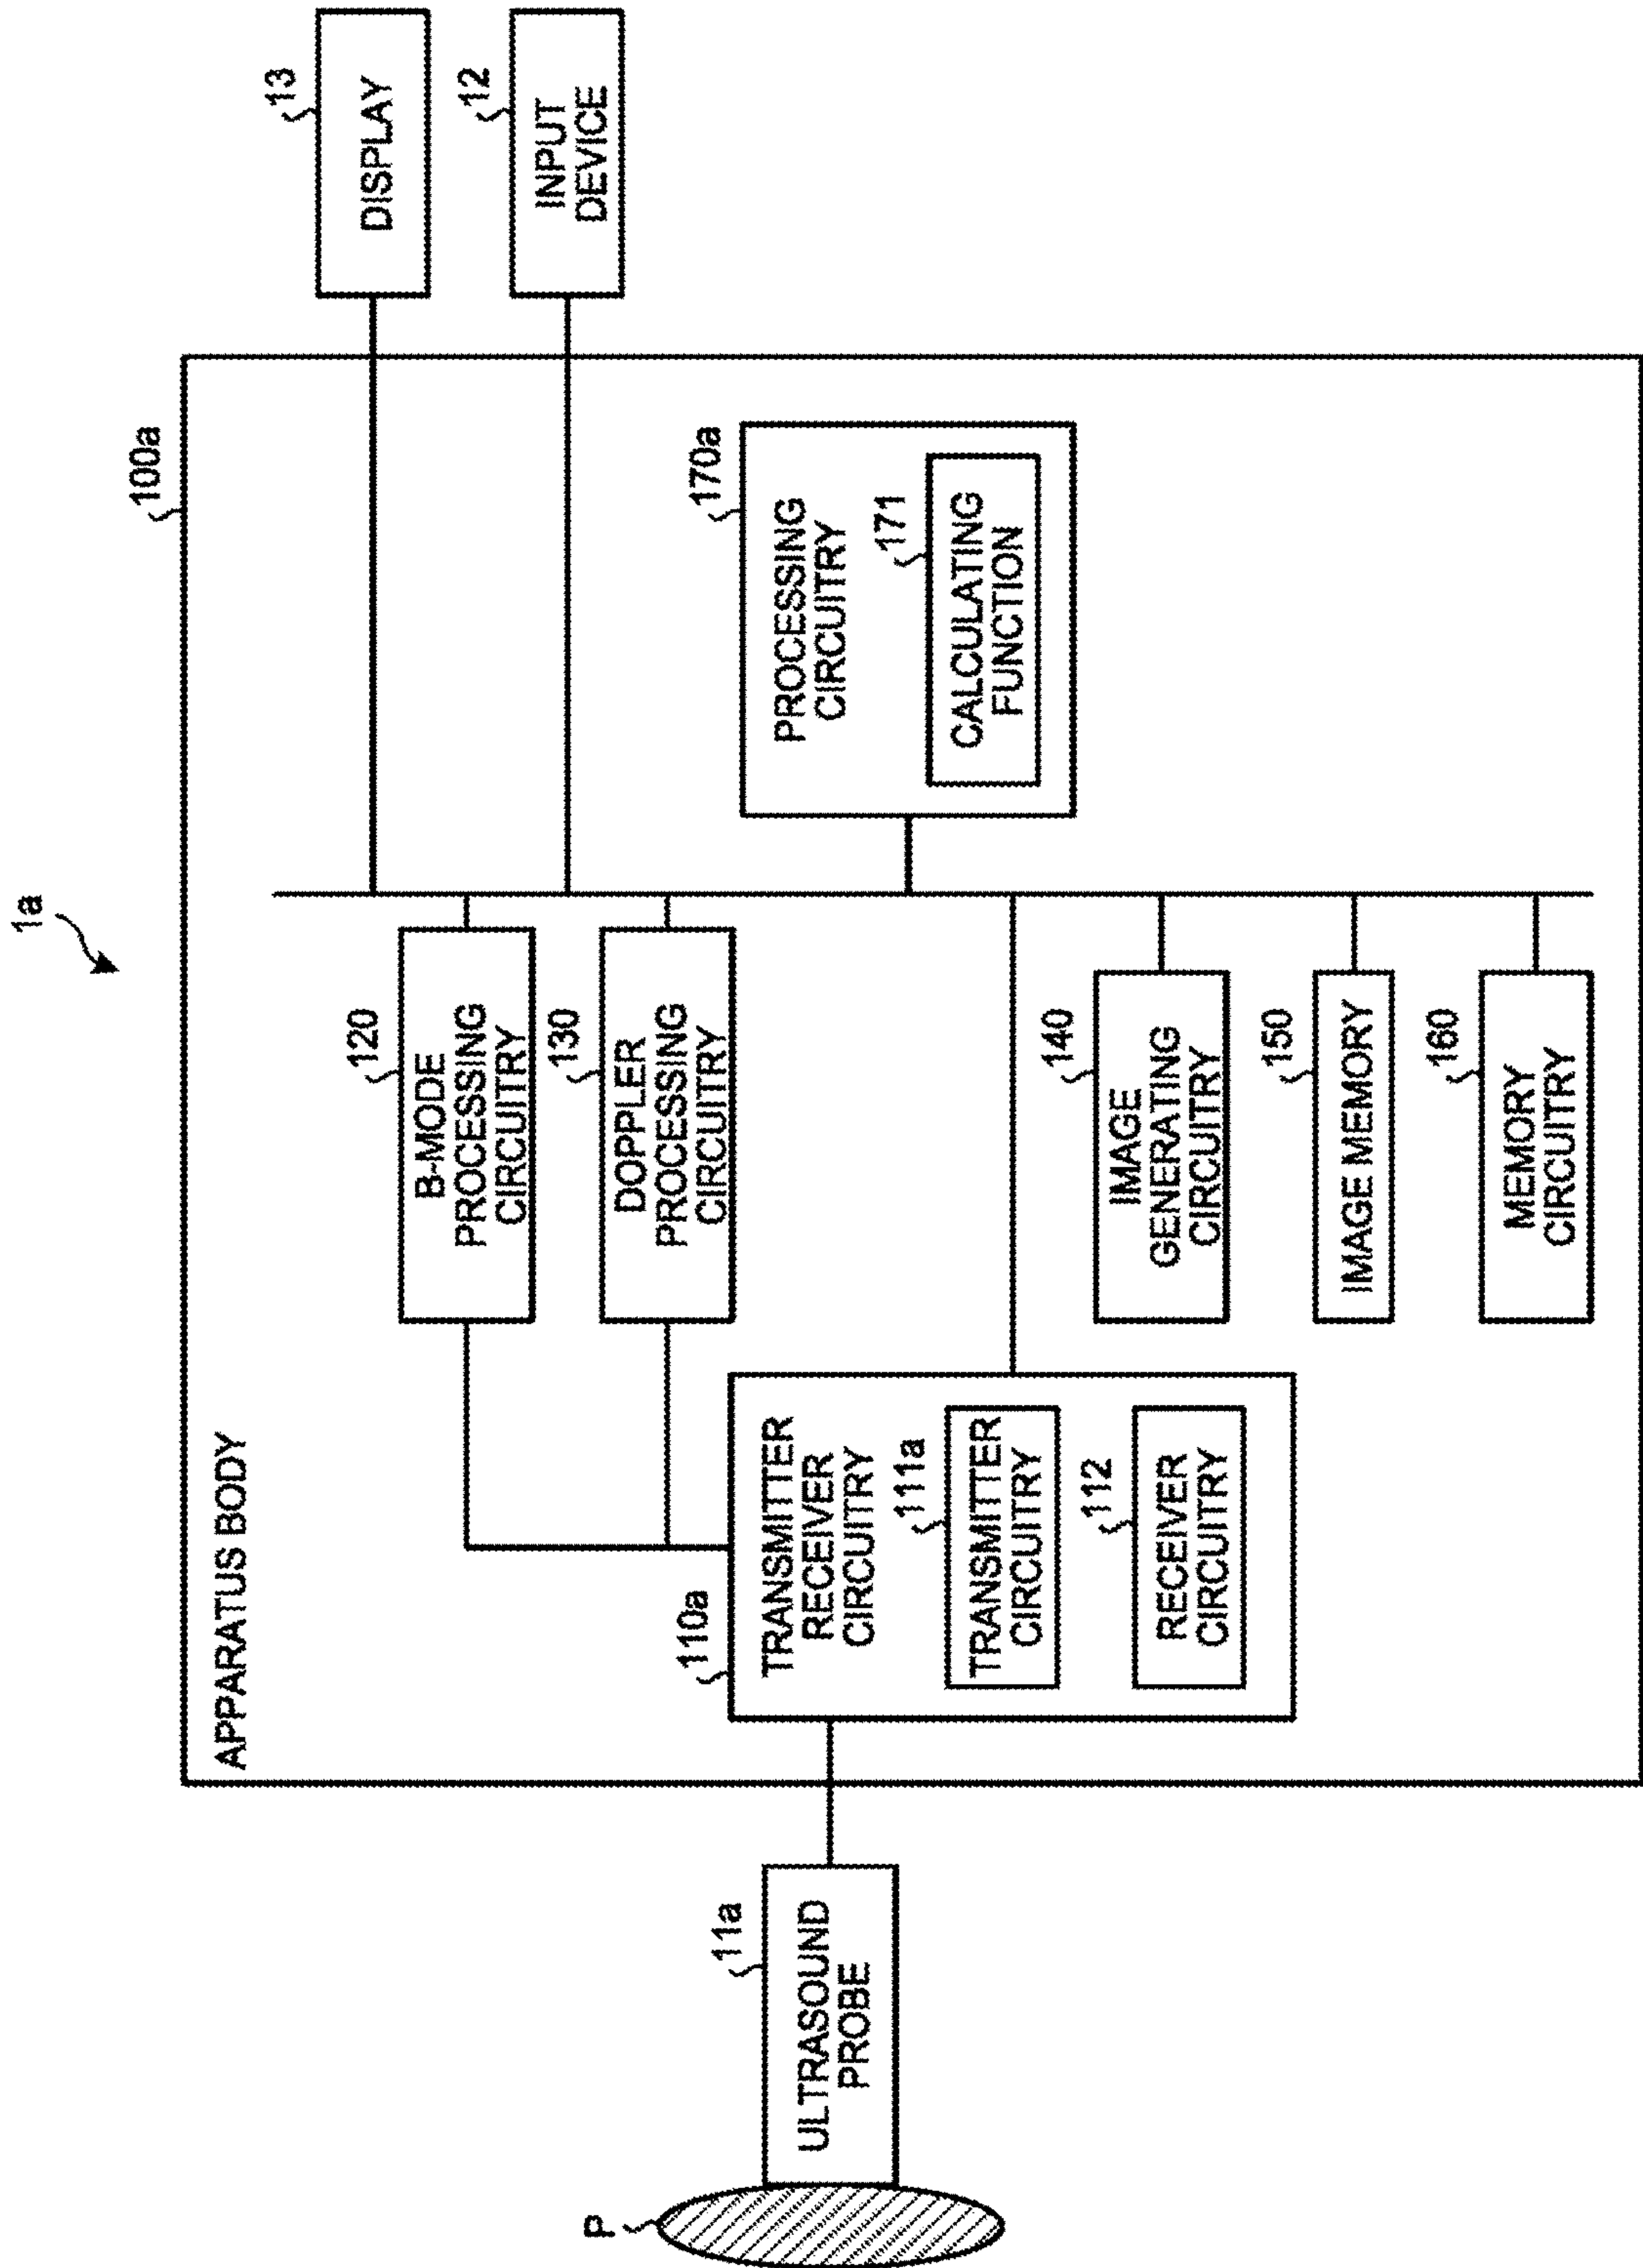 1a
100a
APPARATUS BODY
13
DISPLAY
12
INPUT
DEVICE
120
B-MODE
PROCESSING
CIRCUITRY
130
DOPPLER
PROCESSING
CIRCUITRY
170a
PROCESSING
CIRCUITRY
171
CALCULATING
FUNCTION
P
11a
ULTRASOUND
PROBE
110a
TRANSMITTER
RECEIVER
CIRCUITRY
111a
TRANSMITTER
CIRCUITRY
112
RECEIVER
CIRCUITRY
140
IMAGE
GENERATING
CIRCUITRY
150
IMAGE MEMORY
160
MEMORY
CIRCUITRY